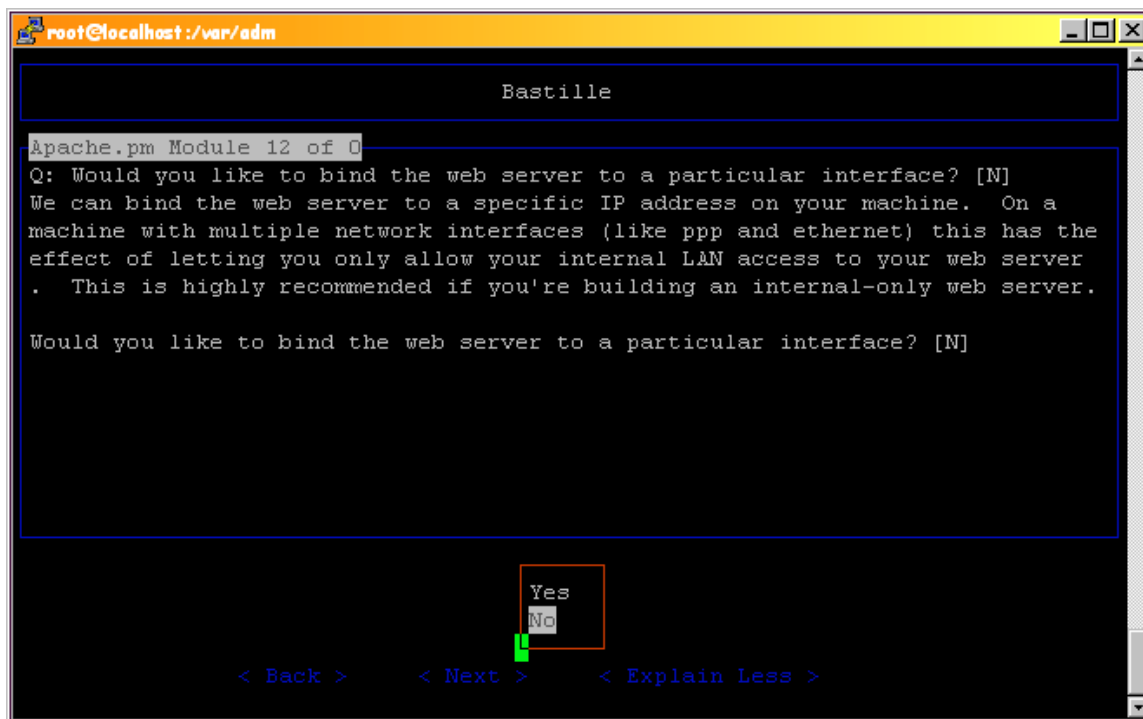 root@localhost:/var/adm
Bastille
Apache.pm Module 12 of 0
Q: Would you like to bind the web server to a particular interface? [N]
We can bind the web server to a specific IP address on your machine.  On a
machine with multiple network interfaces (like ppp and ethernet) this has the
effect of letting you only allow your internal LAN access to your web server
.  This is highly recommended if you're building an internal-only web server.
Would you like to bind the web server to a particular interface? [N]
Yes
No
< Back > < Next > < Explain Less >